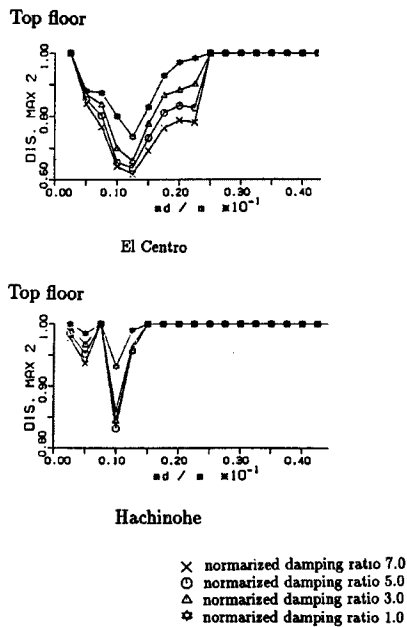 Top floor
DIS. MAX 2
1.00
0.80
0.60
0.00 0.10 0.20 0.30 0.40
md / m ×10⁻¹
El Centro
Top floor
DIS. MAX 2
1.00
0.90
0.80
0.00 0.10 0.20 0.30 0.40
md / m ×10⁻¹
Hachinohe
× normarized damping ratio 7.0
normarized damping ratio 5.0
△ normarized damping ratio 3.0
normarized damping ratio 1.0